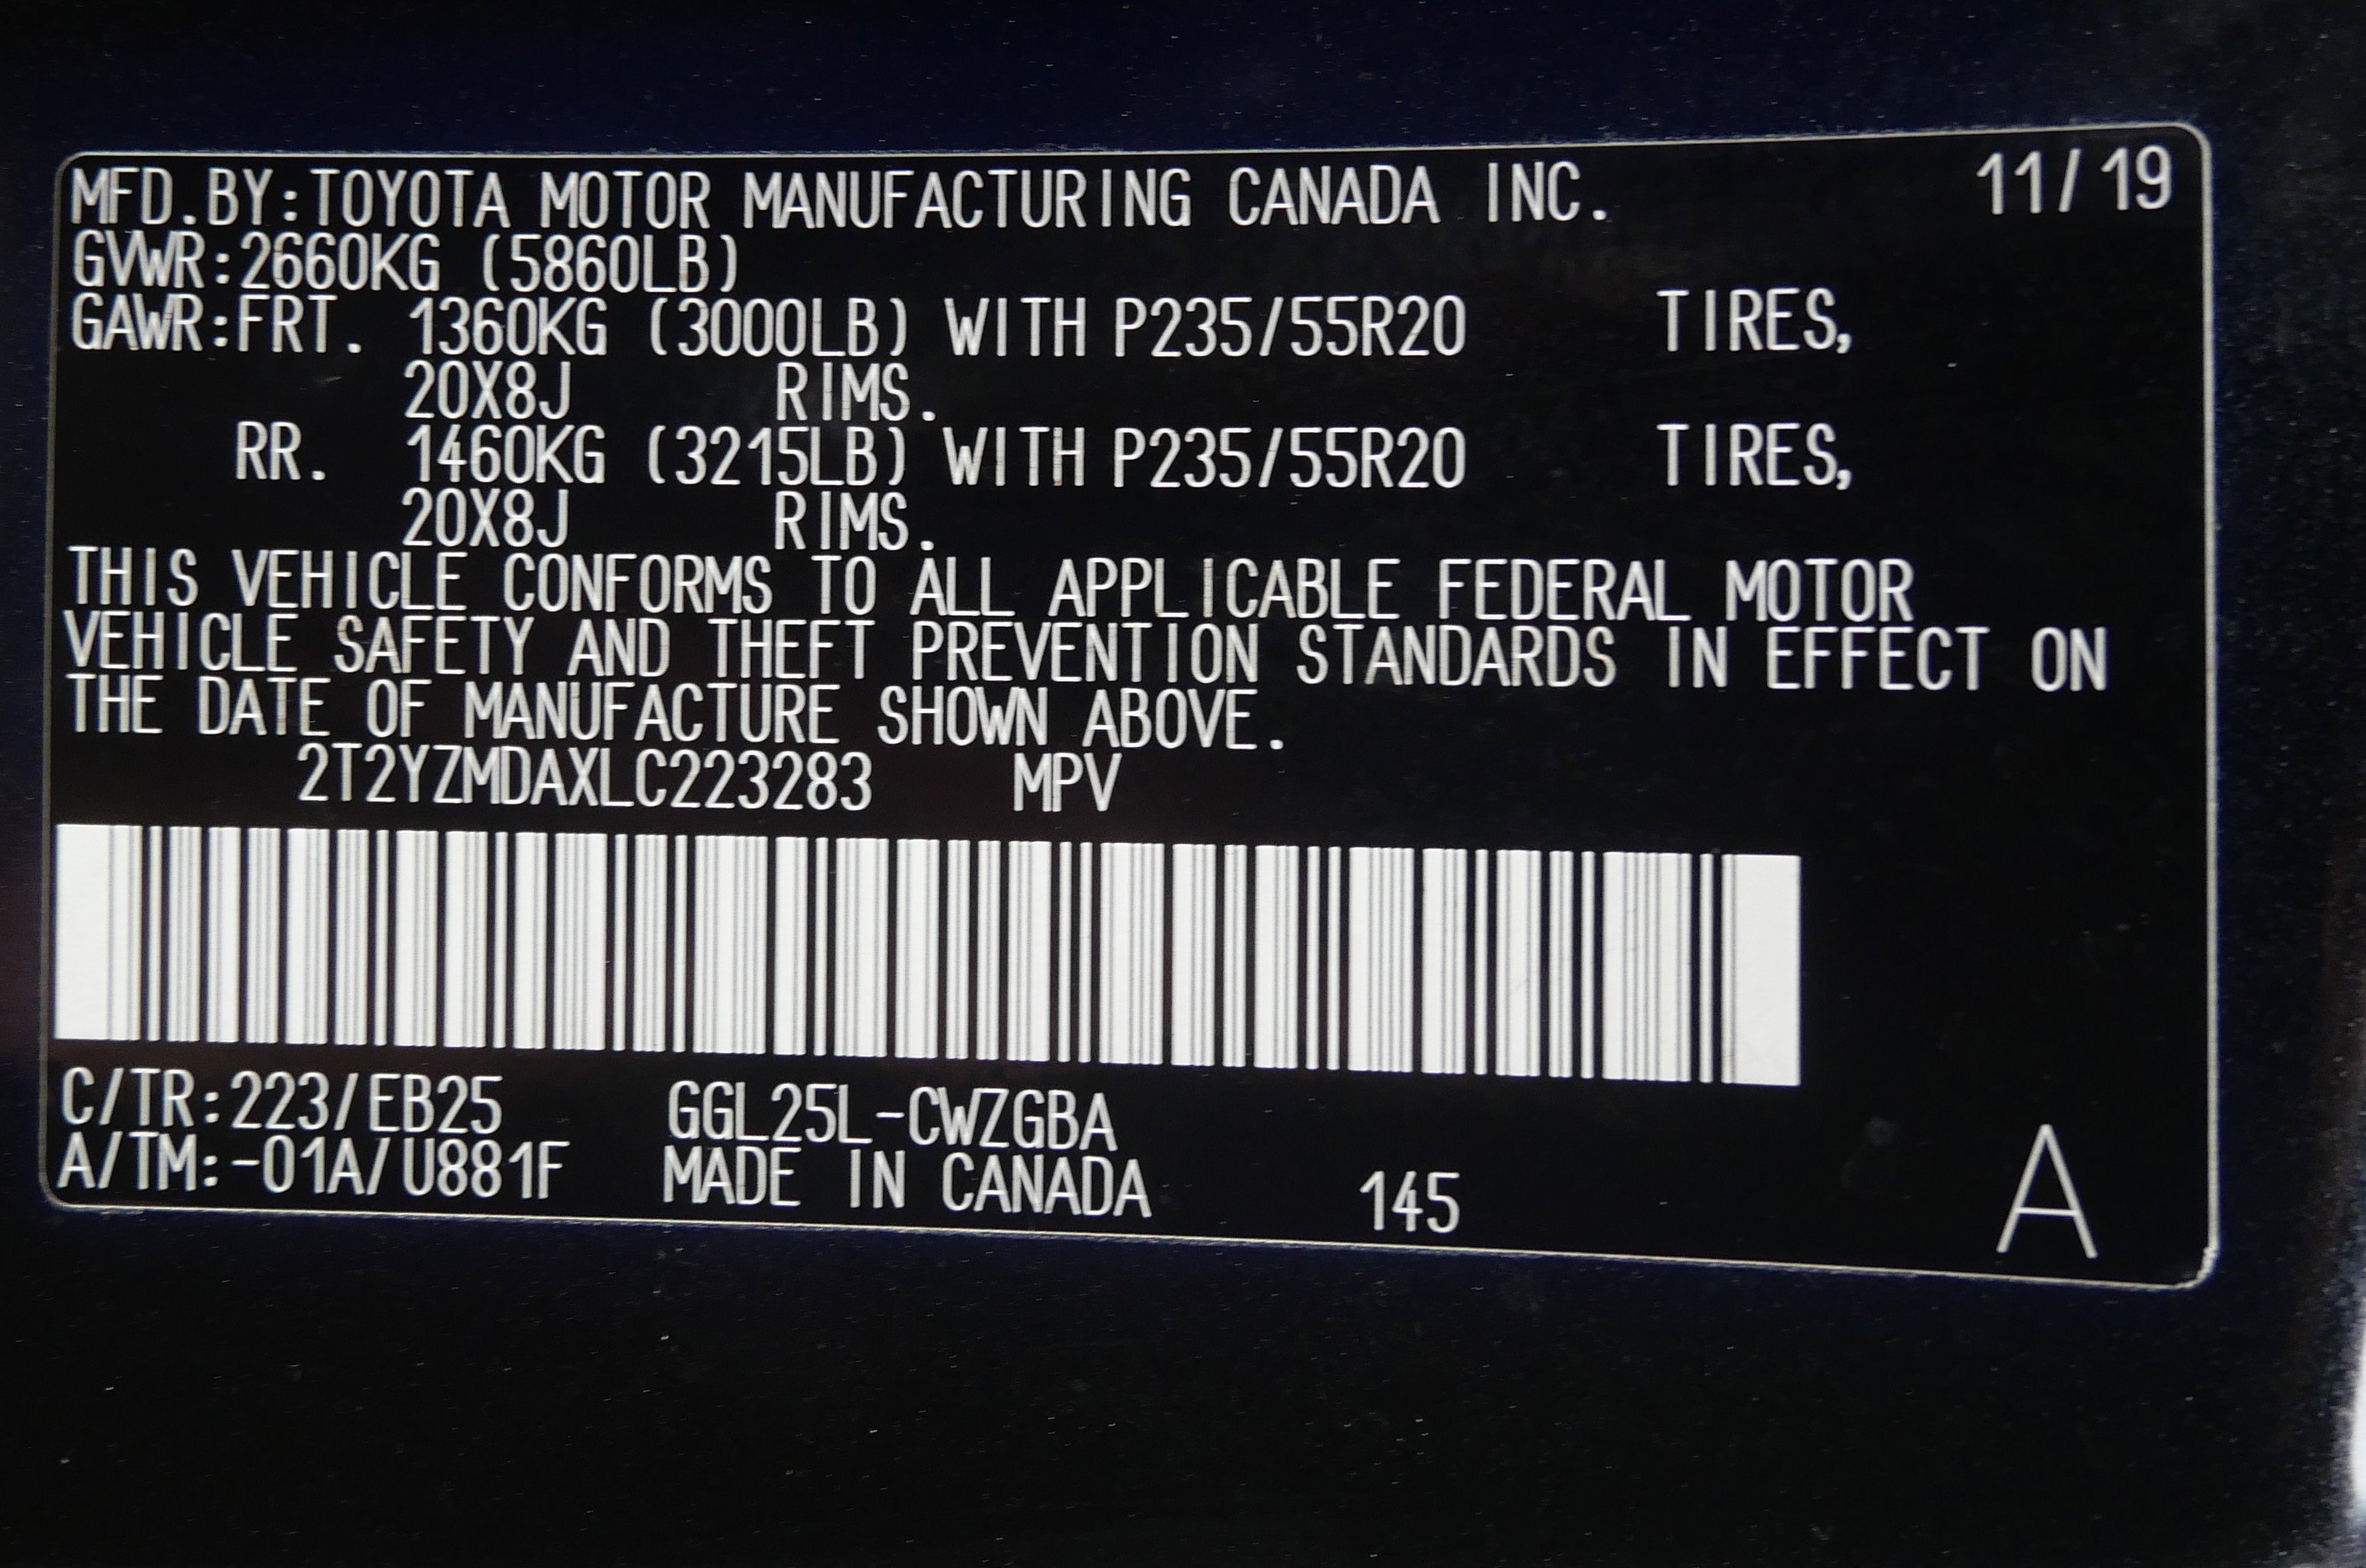 MFD.BY:TOYOTA MOTOR MANUFACTURING CANADA INC. 11/19
GVWR:2660KG (5860LB)
GAWR:FRT. 1360KG (3000LB) WITH P235/55R20 TIRES,
20X8J RIMS.
RR. 1460KG (3215LB) WITH P235/55R20 TIRES,
20X8J RIMS.
THIS VEHICLE CONFORMS TO ALL APPLICABLE FEDERAL MOTOR
VEHICLE SAFETY AND THEFT PREVENTION STANDARDS IN EFFECT ON
THE DATE OF MANUFACTURE SHOWN ABOVE.
2T2YZMDAXLC223283 MPV
C/TR:223/EB25 GGL25L-CWZGBA
A/TM:-01A/U881F MADE IN CANADA 145 A